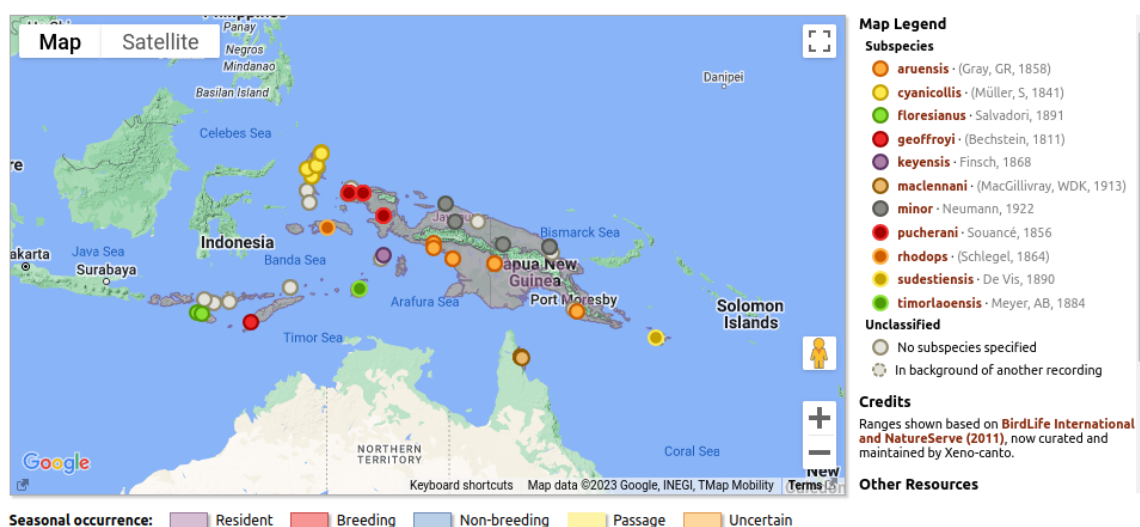 Philippines
Panay
Map Satellite
Negros
Mindanao
Basilan Island
Danipei
Celebes Sea
re
Indonesia
Bismarck Sea
akarta
Java Sea
Surabaya
Banda Sea
apua New
Guinea
Port Moresby
Arafura Sea
Solomon
Islands
Timor Sea
NORTHERN
TERRITORY
Coral Sea
New
Google
Keyboard shortcuts Map data ©2023 Google, INEGI, TMap Mobility Terms
Map Legend
Subspecies
aruensis · (Gray, GR, 1858)
cyanicollis · (Müller, S, 1841)
floresianus · Salvadori, 1891
geoffroyi · (Bechstein, 1811)
keyensis · Finsch, 1868
maclennani · (MacGillivray, WDK, 1913)
minor · Neumann, 1922
pucherani · Souancé, 1856
rhodops · (Schlegel, 1864)
sudestiensis · De Vis, 1890
timorlaoensis · Meyer, AB, 1884
Unclassified
No subspecies specified
In background of another recording
Credits
Ranges shown based on BirdLife International
and NatureServe (2011), now curated and
maintained by Xeno-canto.
Other Resources
Seasonal occurrence: Resident Breeding Non-breeding Passage Uncertain